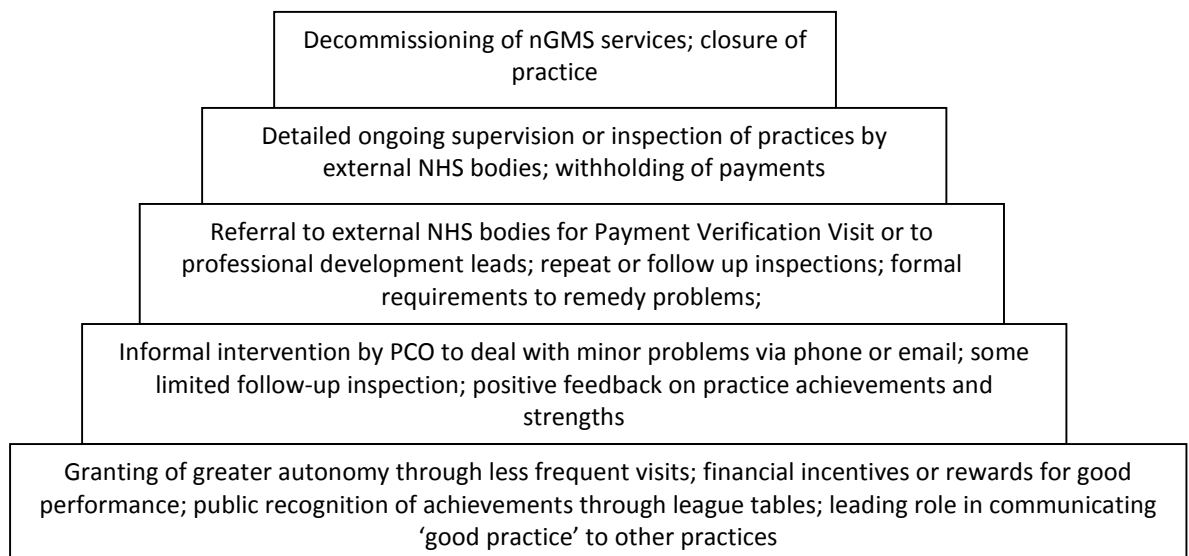 Decommissioning of nGMS services; closure of
practice
Detailed ongoing supervision or inspection of practices by
external NHS bodies; withholding of payments
Referral to external NHS bodies for Payment Verification Visit or to
professional development leads; repeat or follow up inspections; formal
requirements to remedy problems;
Informal intervention by PCO to deal with minor problems via phone or email; some
limited follow-up inspection; positive feedback on practice achievements and
strengths
Granting of greater autonomy through less frequent visits; financial incentives or rewards for good
performance; public recognition of achievements through league tables; leading role in communicating
‘good practice’ to other practices